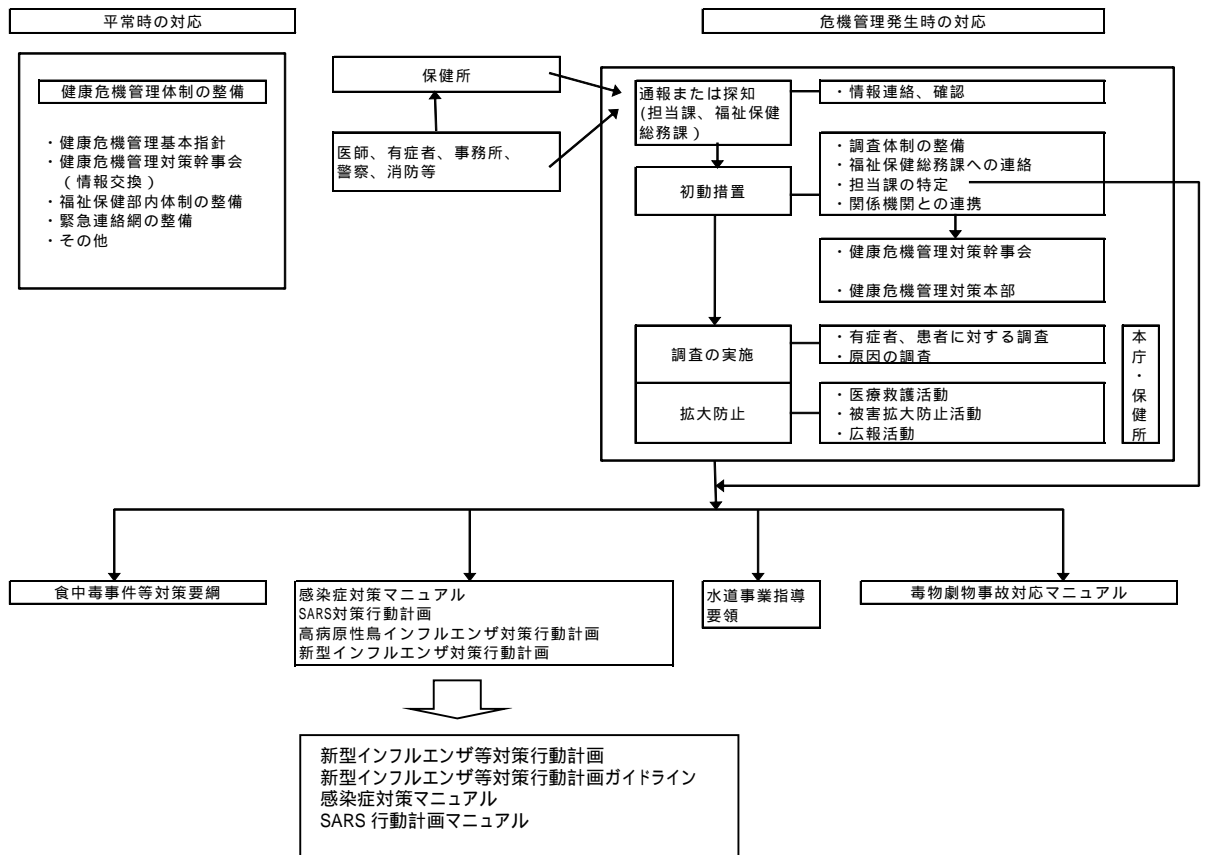 平常時の対応
健康危機管理体制の整備
・健康危機管理基本指針
・健康危機管理対策幹事会
（情報交換）
・福祉保健部内体制の整備
・緊急連絡網の整備
・その他
保健所
医師、有症者、事務所、
警察、消防等
危機管理発生時の対応
通報または探知
(担当課、福祉保健
総務課）
・情報連絡、確認
初動措置
・調査体制の整備
・福祉保健総務課への連絡
・担当課の特定
・関係機関との連携
・健康危機管理対策幹事会
・健康危機管理対策本部
調査の実施
・有症者、患者に対する調査
・原因の調査
拡大防止
・医療救護活動
・被害拡大防止活動
・広報活動
本庁・保健所
食中毒事件等対策要綱
感染症対策マニュアル
SARS対策行動計画
高病原性鳥インフルエンザ対策行動計画
新型インフルエンザ対策行動計画
水道事業指導
要領
毒物劇物事故対応マニュアル
新型インフルエンザ等対策行動計画
新型インフルエンザ等対策行動計画ガイドライン
感染症対策マニュアル
SARS 行動計画マニュアル